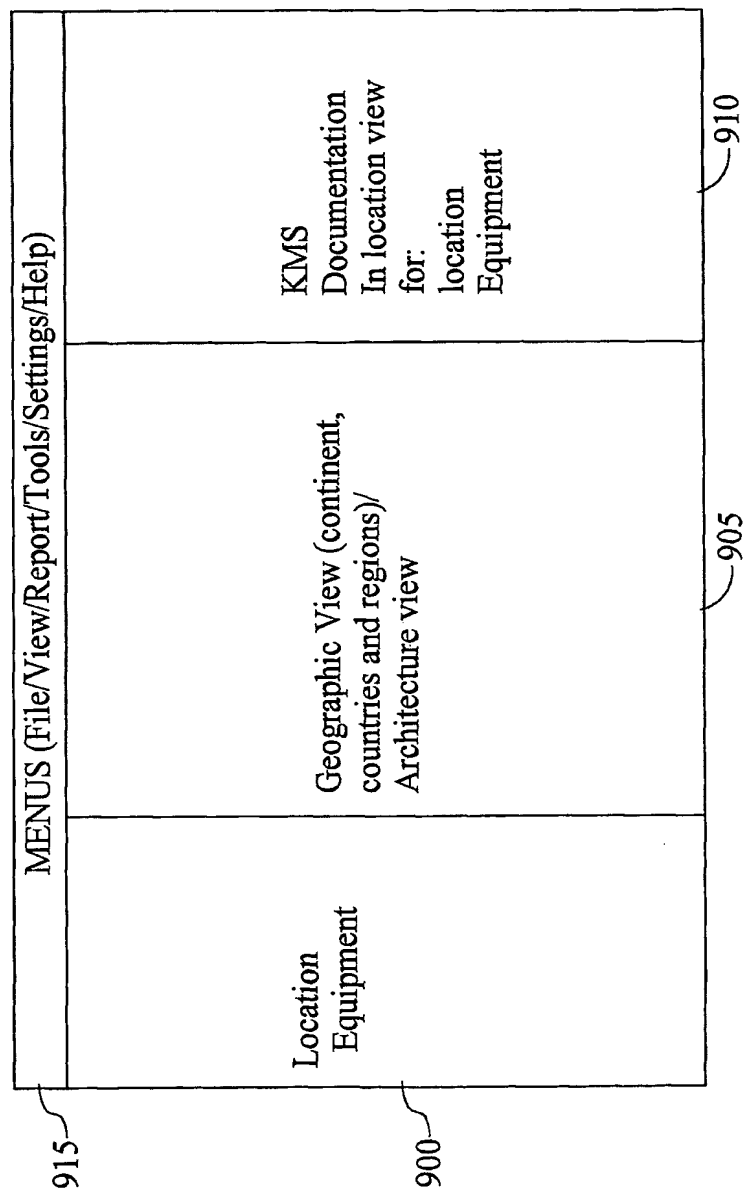 915
MENUS (File/View/Report/Tools/Settings/Help)
900
Location
Equipment
Geographic View (continent,
countries and regions)/
Architecture view
905
KMS
Documentation
In location view
for:
location
Equipment
910